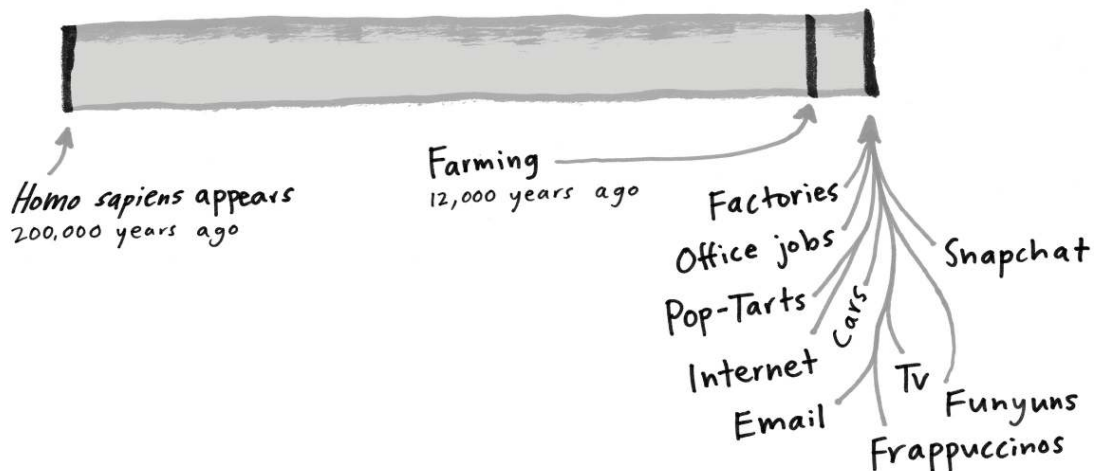 Homo sapiens appears
200,000 years ago
Farming
12,000 years ago
Factories
Office jobs
Pop-Tarts
Internet
Cars
Email
Frappuccinos
Tv
Funyuns
Snapchat